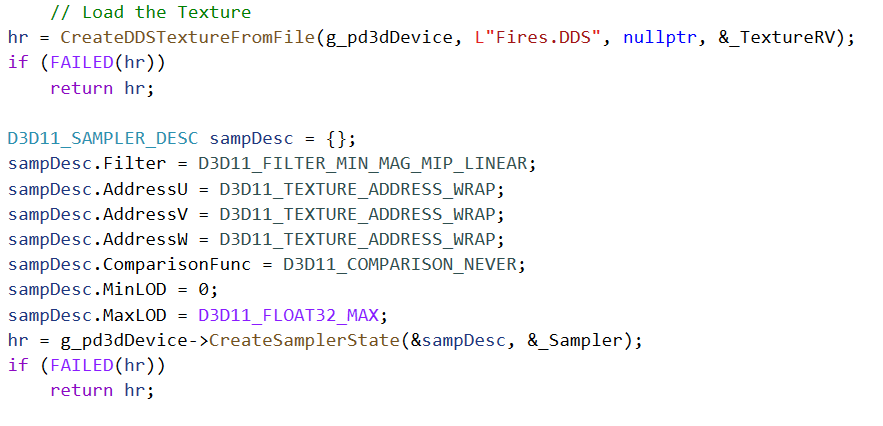 // Load the Texture
hr = CreateDDSTextureFromFile(g_pd3dDevice, L"Fires.DDS", nullptr, &_TextureRV);
if (FAILED(hr))
    return hr;

D3D11_SAMPLER_DESC sampDesc = {};
sampDesc.Filter = D3D11_FILTER_MIN_MAG_MIP_LINEAR;
sampDesc.AddressU = D3D11_TEXTURE_ADDRESS_WRAP;
sampDesc.AddressV = D3D11_TEXTURE_ADDRESS_WRAP;
sampDesc.AddressW = D3D11_TEXTURE_ADDRESS_WRAP;
sampDesc.ComparisonFunc = D3D11_COMPARISON_NEVER;
sampDesc.MinLOD = 0;
sampDesc.MaxLOD = D3D11_FLOAT32_MAX;
hr = g_pd3dDevice->CreateSamplerState(&sampDesc, &_Sampler);
if (FAILED(hr))
    return hr;